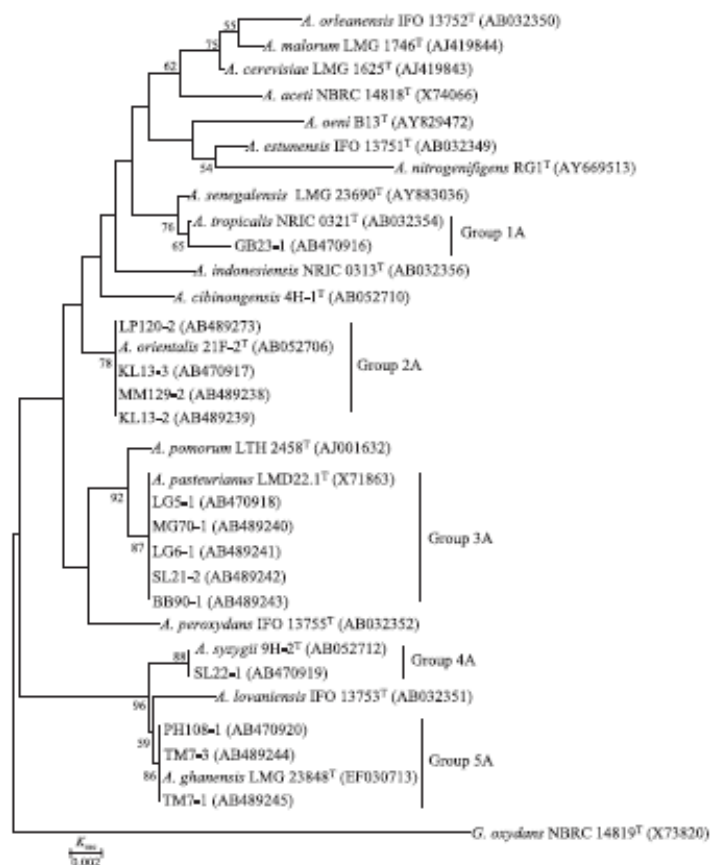 55 A. orleanensis IFO 13752ᵀ (AB032350)
75 A. malorum LMG 1746ᵀ (AJ419844)
A. cerevisiae LMG 1625ᵀ (AJ419843)
62
A. aceti NBRC 14818ᵀ (X74066)
A. oeni B13ᵀ (AY829472)
A. estunensis IFO 13751ᵀ (AB032349)
54 A. nitrogenifigens RG1ᵀ (AY669513)
A. senegalensis LMG 23690ᵀ (AY883036)
76 A. tropicalis NRIC 0321ᵀ (AB032354)
Group 1A
65 GB23-1 (AB470916)
A. indonesiensis NRIC 0313ᵀ (AB032356)
A. cibinongensis 4H-1ᵀ (AB052710)
LP120-2 (AB489273)
A. orientalis 21F-2ᵀ (AB052706)
78 KL13-3 (AB470917) Group 2A
MM129-2 (AB489238)
KL13-2 (AB489239)
A. pomorum LTH 2458ᵀ (AJ001632)
A. pasteurianus LMD22.1ᵀ (X71863)
92 LG5-1 (AB470918)
MG70-1 (AB489240)
Group 3A
87 LG6-1 (AB489241)
SL21-2 (AB489242)
BB90-1 (AB489243)
A. peroxydans IFO 13755ᵀ (AB032352)
88 A. syzygii 9H-2ᵀ (AB052712)
Group 4A
SL22-1 (AB470919)
96 A. lovaniensis IFO 13753ᵀ (AB032351)
PH108-1 (AB470920)
59 TM7-3 (AB489244)
Group 5A
86 A. ghanensis LMG 23848ᵀ (EF030713)
TM7-1 (AB489245)
G. oxydans NBRC 14819ᵀ (X73820)
Kₙᵤc
0.002